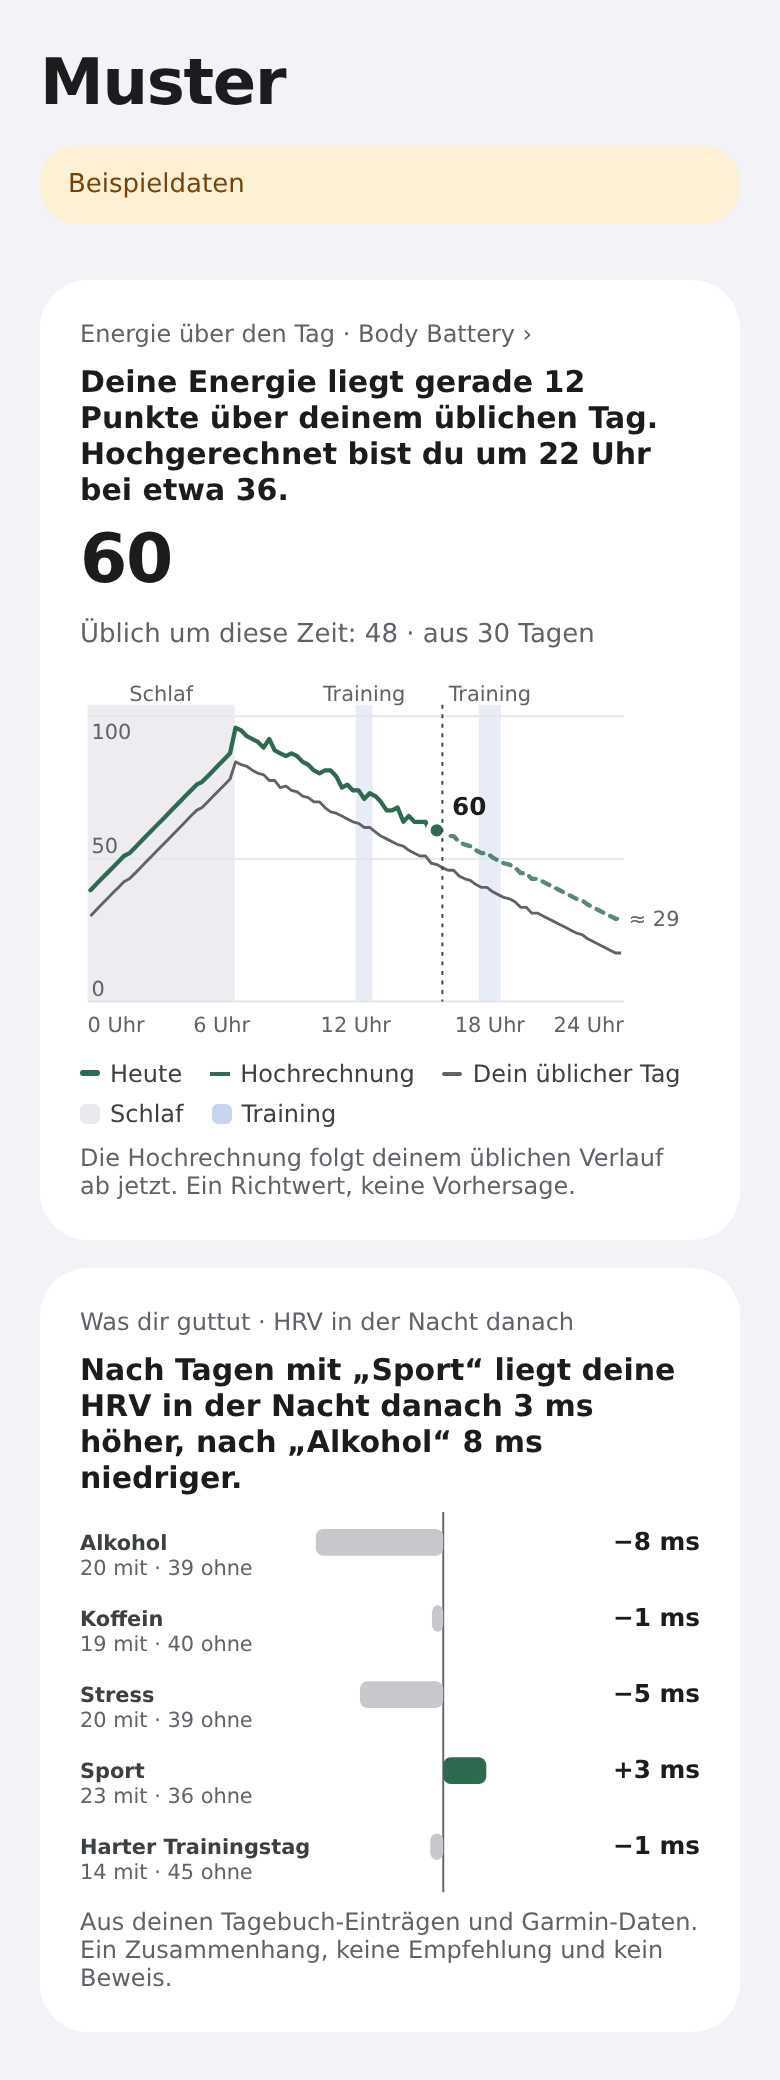 Muster
Beispieldaten
Energie über den Tag · Body Battery ›
Deine Energie liegt gerade 12
Punkte über deinem üblichen Tag.
Hochgerechnet bist du um 22 Uhr
bei etwa 36.
60
Üblich um diese Zeit: 48 · aus 30 Tagen
Schlaf Training Training
100
60
50
≈ 29
0
0 Uhr 6 Uhr 12 Uhr 18 Uhr 24 Uhr
Heute Hochrechnung Dein üblicher Tag
Schlaf Training
Die Hochrechnung folgt deinem üblichen Verlauf
ab jetzt. Ein Richtwert, keine Vorhersage.
Was dir guttut · HRV in der Nacht danach
Nach Tagen mit „Sport“ liegt deine
HRV in der Nacht danach 3 ms
höher, nach „Alkohol“ 8 ms
niedriger.
Alkohol −8 ms
20 mit · 39 ohne
Koffein −1 ms
19 mit · 40 ohne
Stress −5 ms
20 mit · 39 ohne
Sport +3 ms
23 mit · 36 ohne
Harter Trainingstag −1 ms
14 mit · 45 ohne
Aus deinen Tagebuch-Einträgen und Garmin-Daten.
Ein Zusammenhang, keine Empfehlung und kein
Beweis.